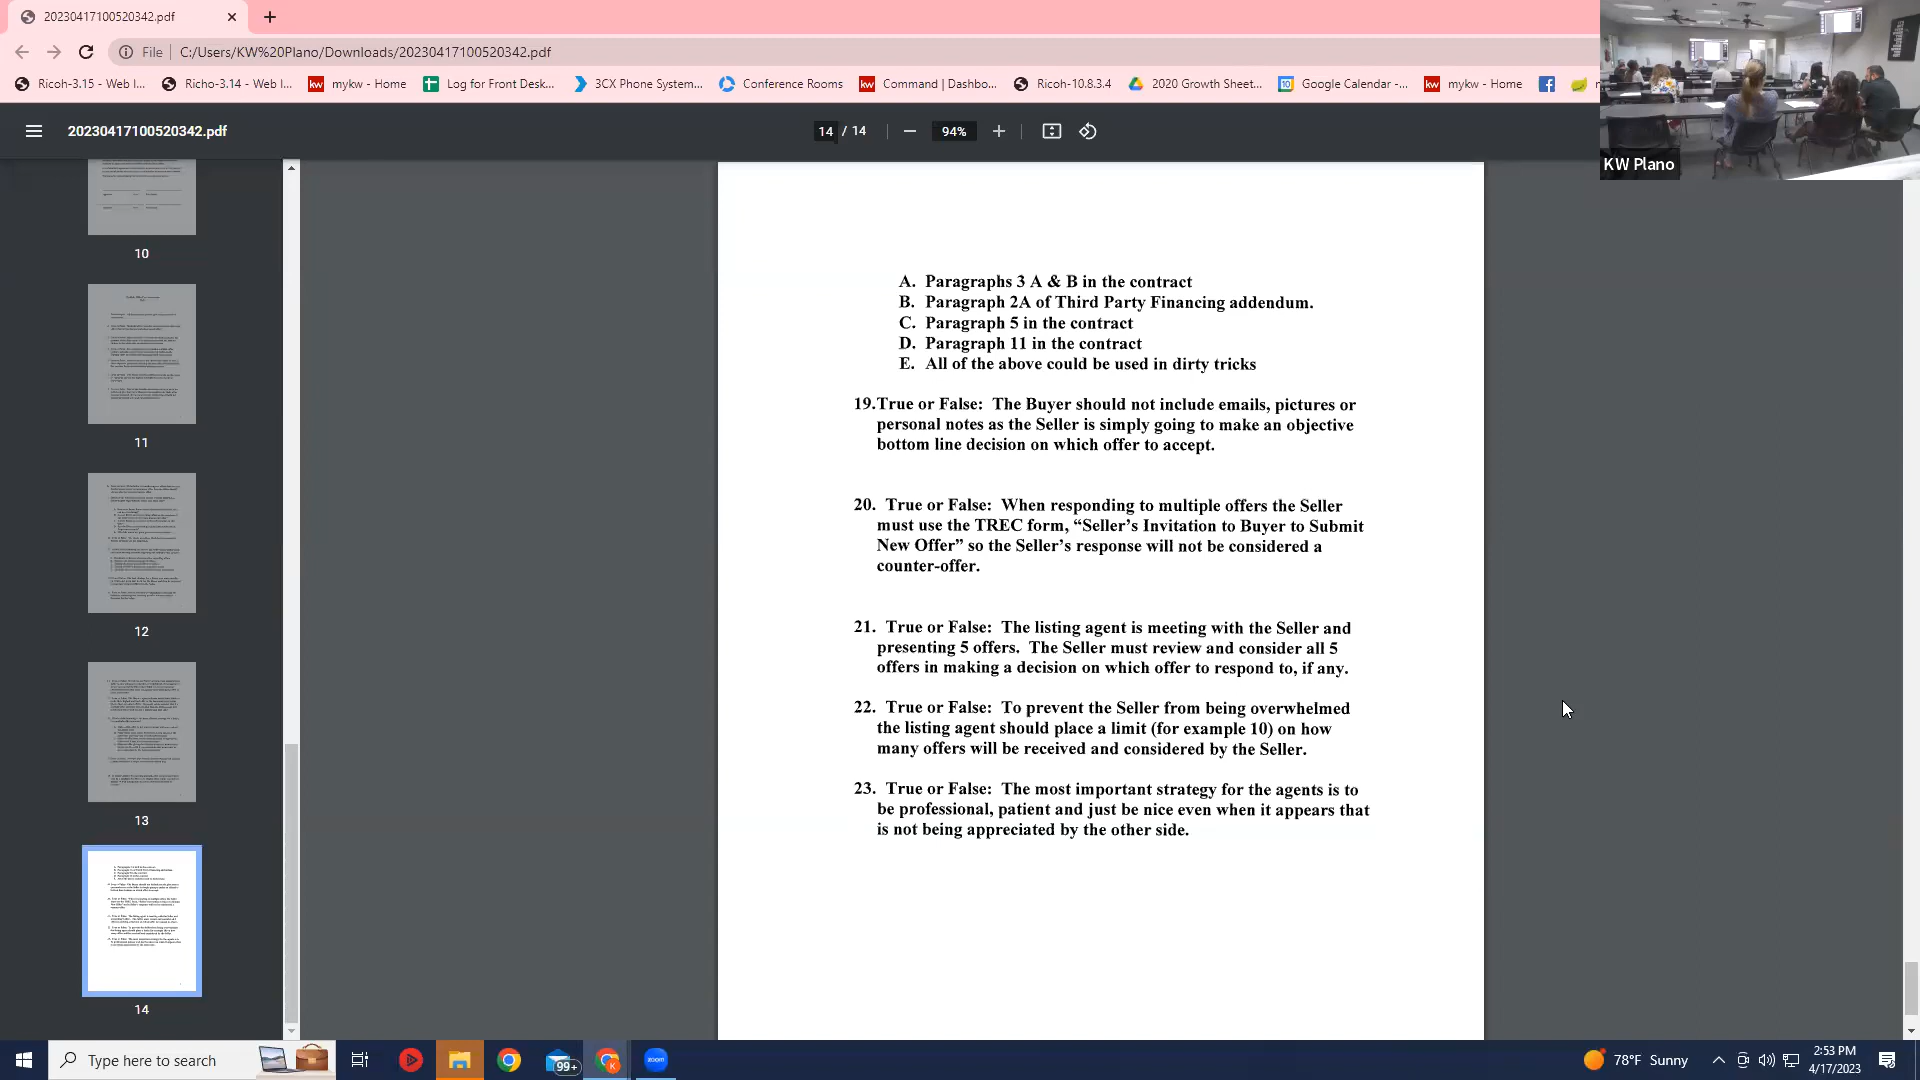 20230417100520342.pdf
File
C:/Users/KW%20Plano/Downloads/20230417100520342.pdf
Ricoh-3.15 - Web I...
Richo-3.14 - Web I...
mykw - Home
Log for Front Desk...
3CX Phone System...
Conference Rooms
Command | Dashbo...
Ricoh-10.8.3.4
2020 Growth Sheet...
Google Calendar -...
mykw - Home
KW Plano
20230417100520342.pdf
14 / 14
94%
10
11
12
13
14
A. Paragraphs 3 A & B in the contract
B. Paragraph 2A of Third Party Financing addendum.
C. Paragraph 5 in the contract
D. Paragraph 11 in the contract
E. All of the above could be used in dirty tricks
19.True or False: The Buyer should not include emails, pictures or
personal notes as the Seller is simply going to make an objective
bottom line decision on which offer to accept.
20. True or False: When responding to multiple offers the Seller
must use the TREC form, “Seller’s Invitation to Buyer to Submit
New Offer” so the Seller’s response will not be considered a
counter-offer.
21. True or False: The listing agent is meeting with the Seller and
presenting 5 offers. The Seller must review and consider all 5
offers in making a decision on which offer to respond to, if any.
22. True or False: To prevent the Seller from being overwhelmed
the listing agent should place a limit (for example 10) on how
many offers will be received and considered by the Seller.
23. True or False: The most important strategy for the agents is to
be professional, patient and just be nice even when it appears that
is not being appreciated by the other side.
Type here to search
99+
zoom
78°F Sunny
2:53 PM
4/17/2023